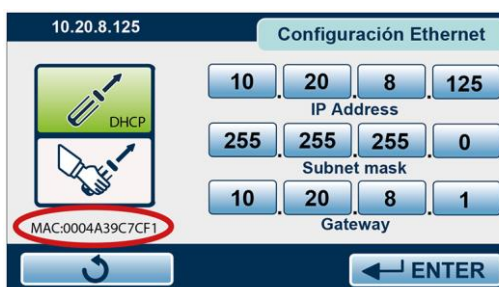 10.20.8.125
Configuración Ethernet
DHCP
10 . 20 . 8 . 125
IP Address
255 . 255 . 255 . 0
Subnet mask
10 . 20 . 8 . 1
Gateway
MAC:0004A39C7CF1
ENTER